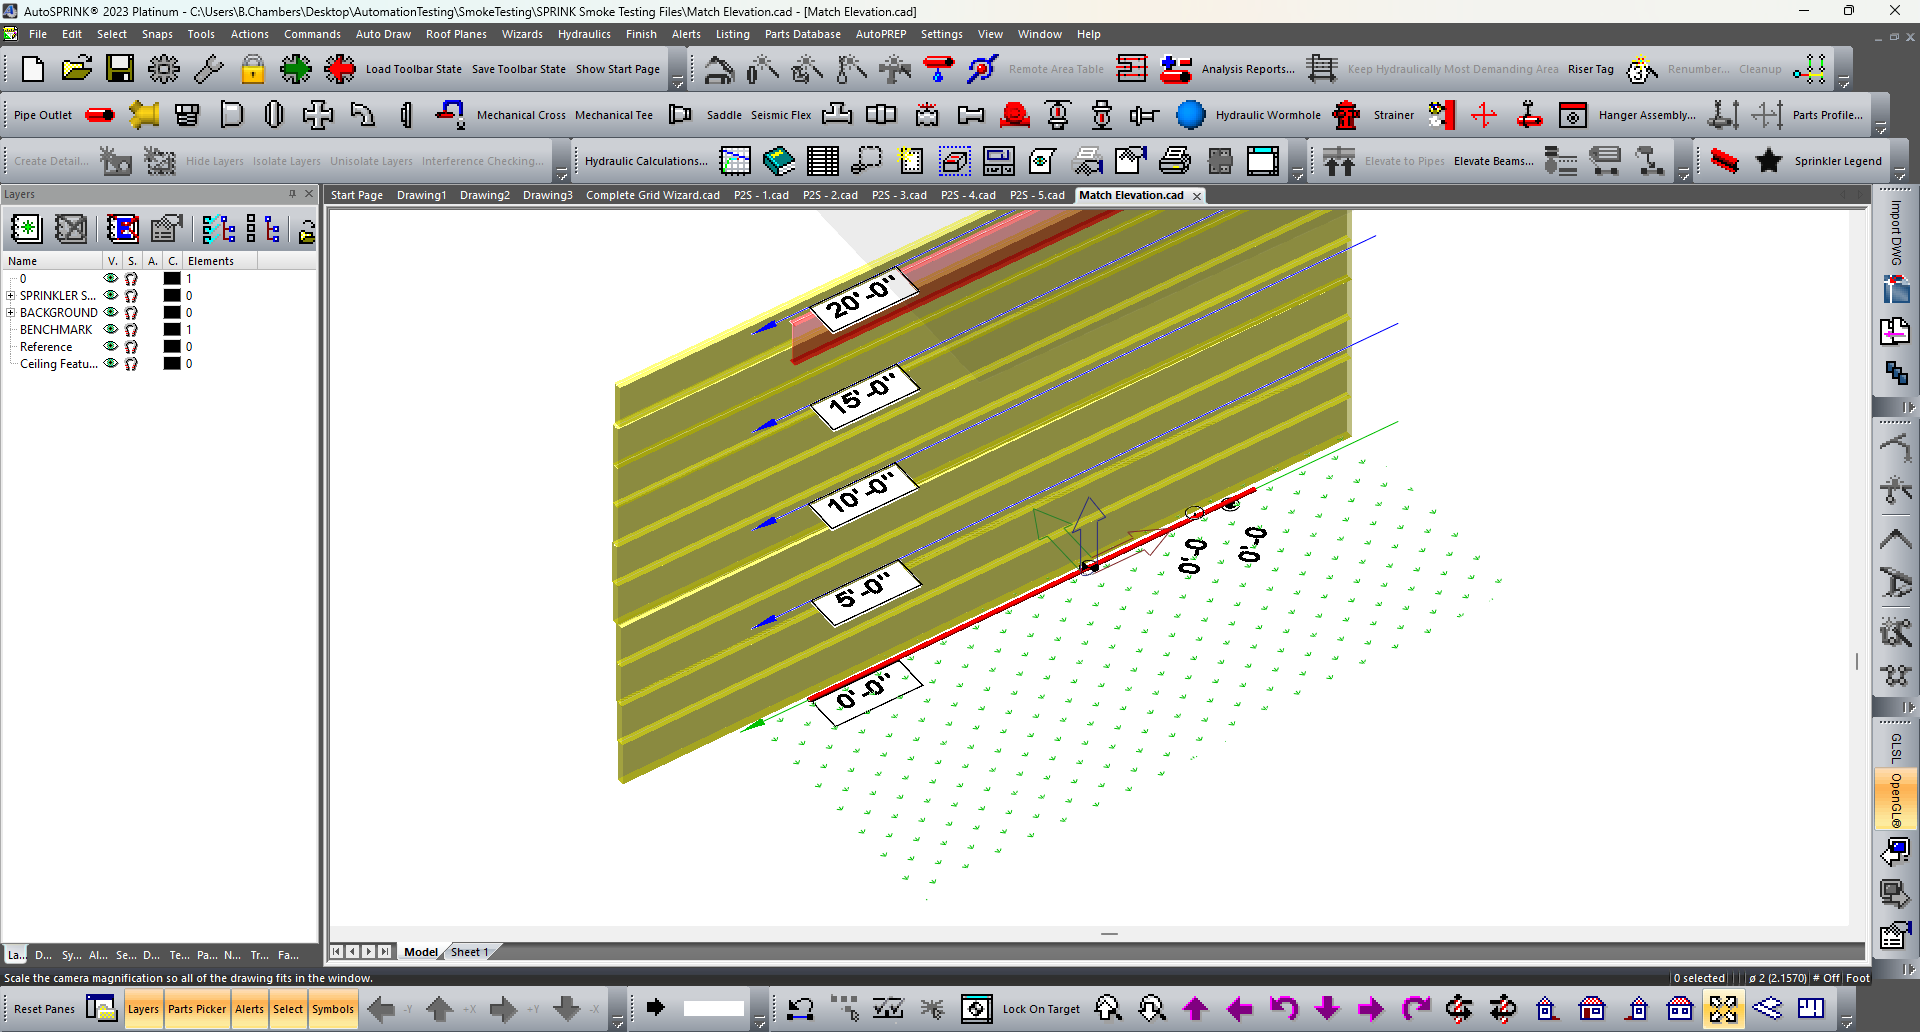 AutoSPRINK® 2023 Platinum - C:\Users\B.Chambers\Desktop\AutomationTesting\SmokeTesting\SPRINK Smoke Testing Files\Match Elevation.cad - [Match Elevation.cad]
File Edit Select Snaps Tools Actions Commands Auto Draw Roof Planes Wizards Hydraulics Finish Alerts Listing Parts Database AutoPREP Settings View Window Help
Load Toolbar State Save Toolbar State Show Start Page Remote Area Table Analysis Reports... Keep Hydraulically Most Demanding Area Riser Tag Renumber... Cleanup
Pipe Outlet Mechanical Cross Mechanical Tee Saddle Seismic Flex Hydraulic Wormhole Strainer Hanger Assembly... Parts Profile...
Create Detail... Hide Layers Isolate Layers Unisolate Layers Interference Checking... Hydraulic Calculations... Elevate to Pipes Elevate Beams... Sprinkler Legend
Layers
Start Page Drawing1 Drawing2 Drawing3 Complete Grid Wizard.cad P2S - 1.cad P2S - 2.cad P2S - 3.cad P2S - 4.cad P2S - 5.cad Match Elevation.cad
Name V. S. A. C. Elements
0 1
SPRINKLER S... 0
BACKGROUND 0
BENCHMARK 1
Reference 0
Ceiling Featu... 0
20'-0"
15'-0"
10'-0"
5'-0"
0'-0"
0'-0
0'-0
Import DWG
GLSL
OpenGL®
La... D... Sy... Al... Se... D... Te... Pa... N... Tr... Fa...
Model Sheet 1
Scale the camera magnification so all of the drawing fits in the window.
0 selected ø 2 (2.1570) # Off Foot
Reset Panes Layers Parts Picker Alerts Select Symbols -Y +X +Y -X Lock On Target